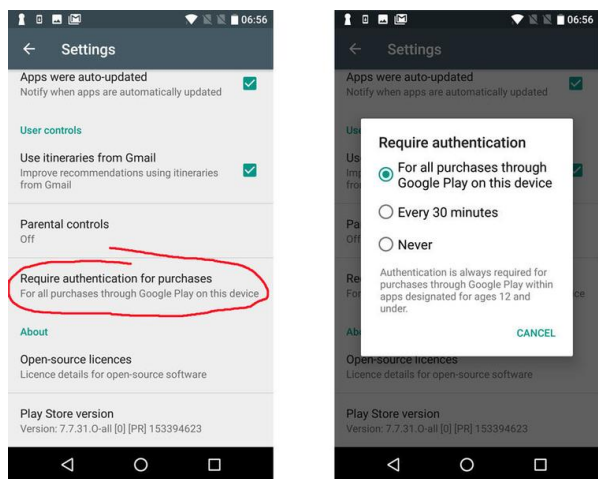 06:56
Settings
Apps were auto-updated
Notify when apps are automatically updated
User controls
Use itineraries from Gmail
Improve recommendations using itineraries
from Gmail
Parental controls
Off
Require authentication for purchases
For all purchases through Google Play on this device
About
Open-source licences
Licence details for open-source software
Play Store version
Version: 7.7.31.O-all [0] [PR] 153394623
06:56
Settings
Apps were auto-updated
Notify when apps are automatically updated
Require authentication
For all purchases through
Google Play on this device
Every 30 minutes
Never
Authentication is always required for
purchases through Google Play within
apps designated for ages 12 and
under.
CANCEL
Open-source licences
Licence details for open-source software
Play Store version
Version: 7.7.31.O-all [0] [PR] 153394623